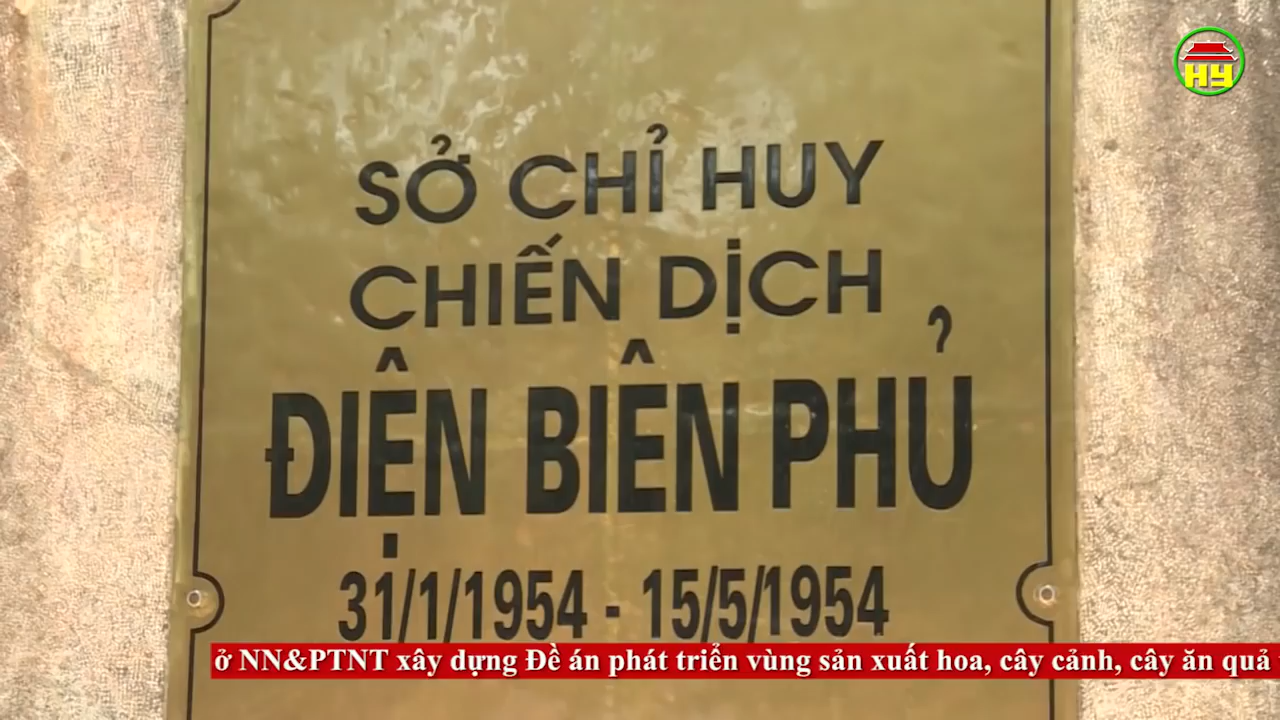 HY
SỞ CHỈ HUY
CHIẾN DỊCH
ĐIỆN BIÊN PHỦ
31/1/1954 - 15/5/1954
ở NN&PTNT xây dựng Đề án phát triển vùng sản xuất hoa, cây cảnh, cây ăn quả